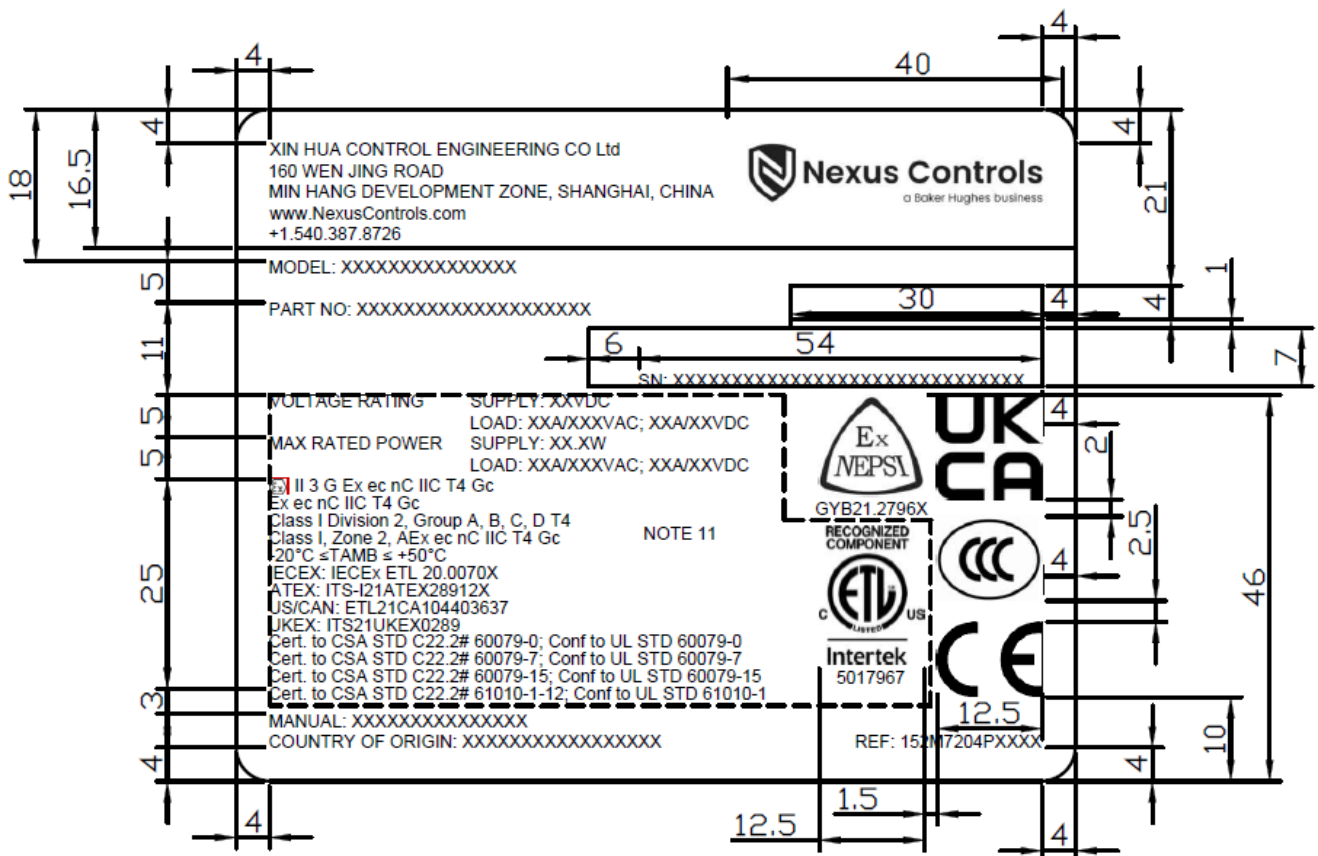 4
4
40
4
4
18
16.5
21
XIN HUA CONTROL ENGINEERING CO Ltd
160 WEN JING ROAD
MIN HANG DEVELOPMENT ZONE, SHANGHAI, CHINA
www.NexusControls.com
+1.540.387.8726
Nexus Controls
a Baker Hughes business
MODEL: XXXXXXXXXXXXXXX
5
1
30
4
4
PART NO: XXXXXXXXXXXXXXXXXXXX
11
6
54
7
SN: XXXXXXXXXXXXXXXXXXXXXXXXXXXXXX
VOLTAGE RATING SUPPLY: XXVDC
LOAD: XXA/XXXVAC; XXA/XXVDC
MAX RATED POWER SUPPLY: XX.XW
LOAD: XXA/XXXVAC; XXA/XXVDC
5
5
4
2
Ex
NEPSI
GYB21.2796X
UK
CA
Ex II 3 G Ex ec nC IIC T4 Gc
Ex ec nC IIC T4 Gc
Class I Division 2, Group A, B, C, D T4
Class I, Zone 2, AEx ec nC IIC T4 Gc
NOTE 11
-20°C ≤TAMB ≤ +50°C
IECEX: IECEx ETL 20.0070X
ATEX: ITS-I21ATEX28912X
US/CAN: ETL21CA104403637
UKEX: ITS21UKEX0289
Cert. to CSA STD C22.2# 60079-0; Conf to UL STD 60079-0
Cert. to CSA STD C22.2# 60079-7; Conf to UL STD 60079-7
Cert. to CSA STD C22.2# 60079-15; Conf to UL STD 60079-15
Cert. to CSA STD C22.2# 61010-1-12; Conf to UL STD 61010-1
RECOGNIZED
COMPONENT
ETL
C US
LISTED
Intertek
5017967
CCC
CE
2.5
4
25
46
3
12.5
10
MANUAL: XXXXXXXXXXXXXXX
COUNTRY OF ORIGIN: XXXXXXXXXXXXXXXXX
REF: 152M7204PXXXX
4
4
1.5
12.5
4
4